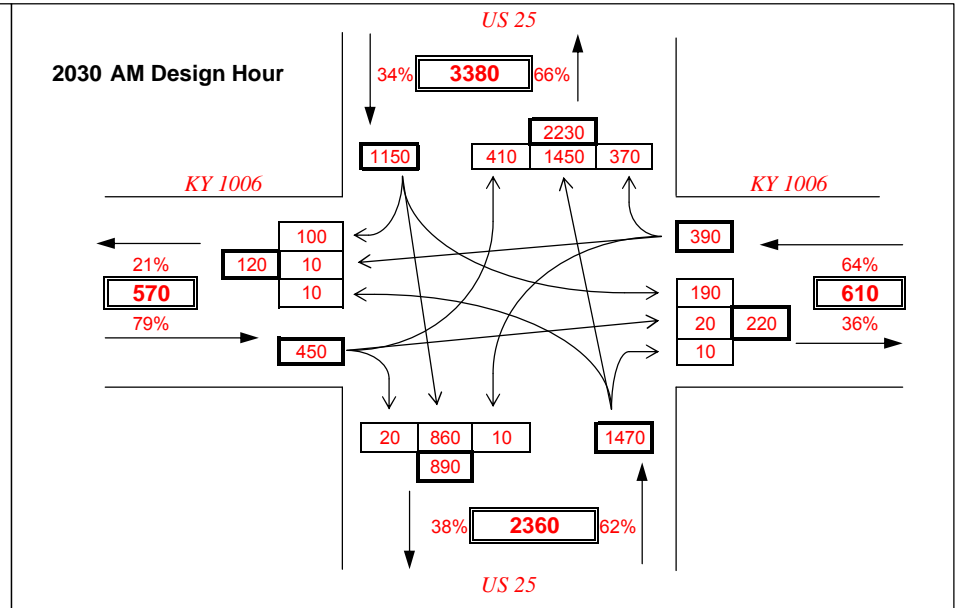 US 25
2030 AM Design Hour
34% 3380 66%
2230
1150 410 1450 370
KY 1006 KY 1006
100 390
21% 120 10 64%
570 10 190 610
79% 20 220 36%
450 10
20 860 10 1470
890
38% 2360 62%
US 25